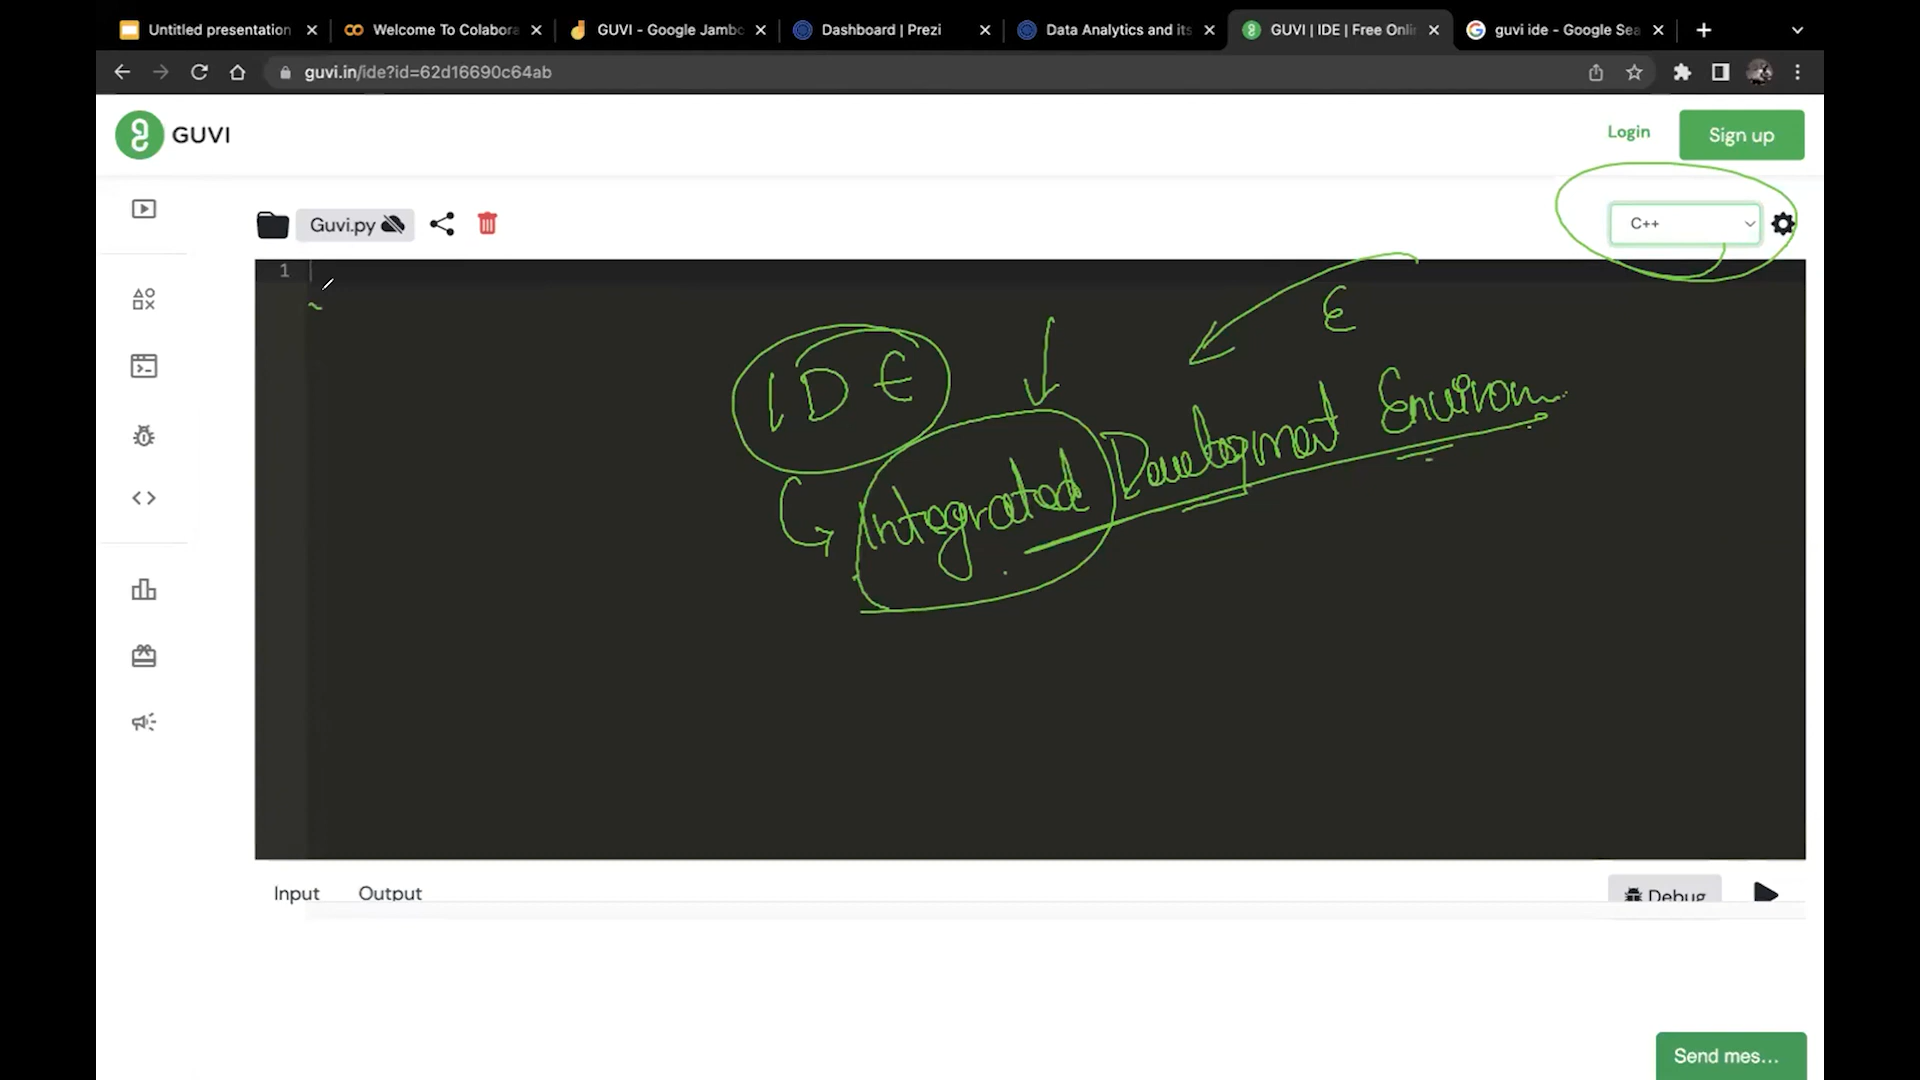 Untitled presentation Welcome To Colabora GUVI - Google Jambo Dashboard | Prezi Data Analytics and its GUVI | IDE | Free Onlin guvi ide - Google Sea
guvi.in/ide?id=62d16690c64ab
GUVI Login Sign up
Guvi.py C++
1
~
E
IDE
Integrated Development Environ
Input Output Debug
Send mes...